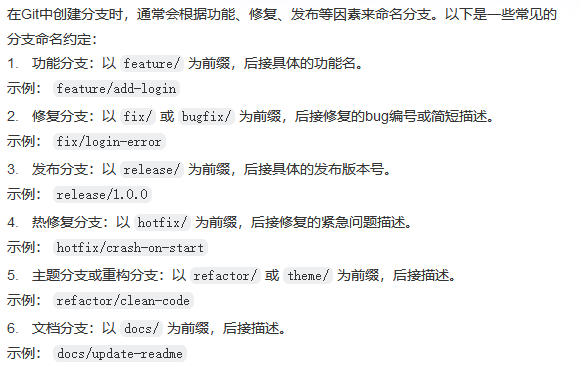 在Git中创建分支时，通常会根据功能、修复、发布等因素来命名分支。以下是一些常见的
分支命名约定：
1. 功能分支：以 feature/ 为前缀，后接具体的功能名。
示例： feature/add-login
2. 修复分支：以 fix/ 或 bugfix/ 为前缀，后接修复的bug编号或简短描述。
示例： fix/login-error
3. 发布分支：以 release/ 为前缀，后接具体的发布版本号。
示例： release/1.0.0
4. 热修复分支：以 hotfix/ 为前缀，后接修复的紧急问题描述。
示例： hotfix/crash-on-start
5. 主题分支或重构分支：以 refactor/ 或 theme/ 为前缀，后接描述。
示例： refactor/clean-code
6. 文档分支：以 docs/ 为前缀，后接描述。
示例： docs/update-readme